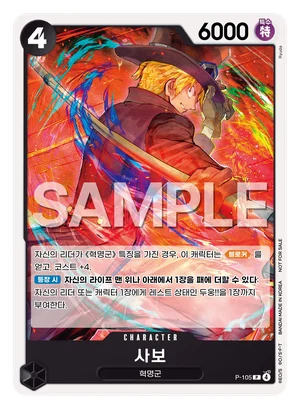 4
6000
특수
特
SAMPLE
자신의 리더가 《혁명군》 특징을 가진 경우, 이 캐릭터는 블로커 를
얻고, 코스트 +4.
등장 시 자신의 라이프 맨 위나 아래에서 1장을 패에 더할 수 있다:
자신의 리더 또는 캐릭터 1장에게 레스트 상태인 두웅!!을 1장까지
부여한다.
CHARACTER
사보
혁명군
P-105 P
NOT FOR SALE
BANDAI MADE IN KOREA